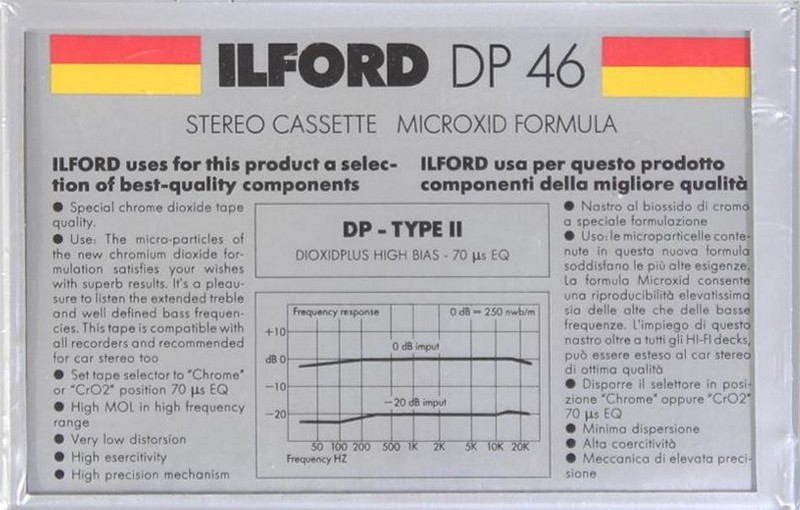 ILFORD DP 46
STEREO CASSETTE MICROXID FORMULA
ILFORD uses for this product a selec-
tion of best-quality components
● Special chrome dioxide tape
quality.
● Use: The micro-particles of
the new chromium dioxide for-
mulation satisfies your wishes
with superb results. It's a pleau-
sure to listen the extended treble
and well defined bass frequen-
cies. This tape is compatible with
all recorders and recommended
for car stereo too
● Set tape selector to "Chrome"
or "CrO2" position 70 µs EQ
● High MOL in high frequency
range
● Very low distorsion
● High esercitivity
● High precision mechanism
DP - TYPE II
DIOXIDPLUS HIGH BIAS - 70 µs EQ
Frequency response 0 dB = 250 nwb/m
+10
0 dB imput
dB 0
-10
-20 dB imput
-20
50 100 200 500 1K 2K 5K 10K 20K
Frequency HZ
ILFORD usa per questo prodotto
componenti della migliore qualità
● Nastro al biossido di cromo
a speciale formulazione
● Uso: le microparticelle conte-
nute in questa nuova formula
soddisfano le più alte esigenze.
La formula Microxid consente
una riproducibilità elevatissima
sia delle alte che delle basse
frequenze. L'impiego di questo
nastro oltre a tutti gli HI-FI decks,
può essere esteso al car stereo
di ottima qualità
● Disporre il selettore in posi-
zione "Chrome" oppure "CrO2"
70 µs EQ
● Minima dispersione
● Alta coercitività
● Meccanica di elevata preci-
sione